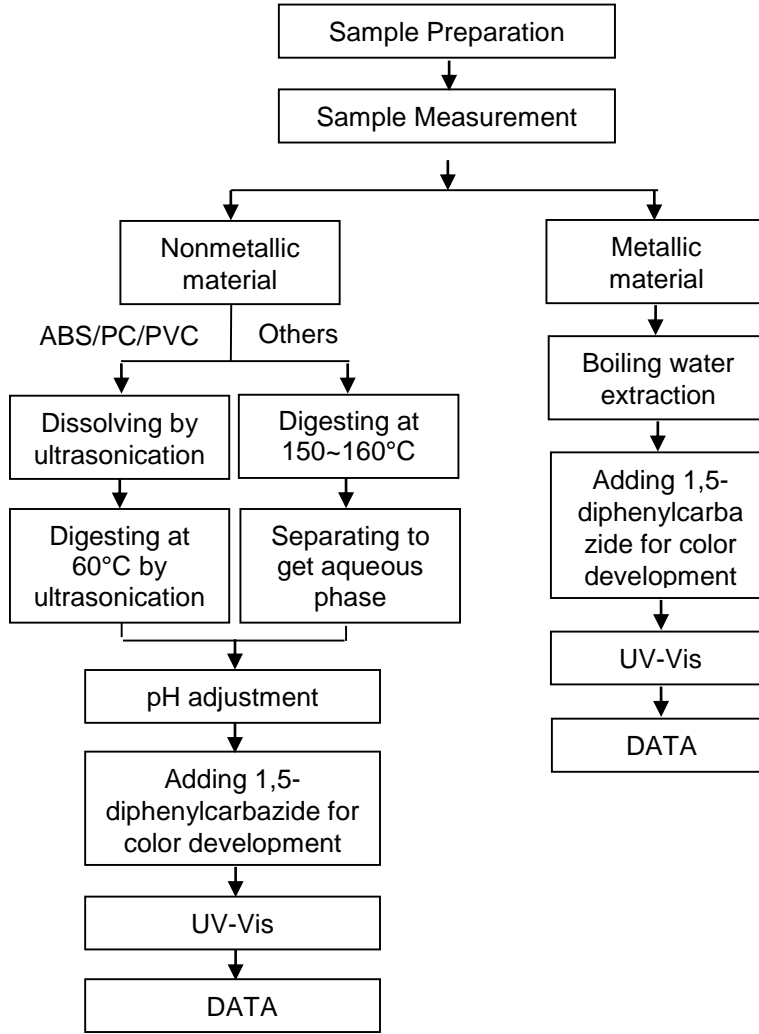 Sample Preparation
Sample Measurement
Nonmetallic
material
Metallic
material
ABS/PC/PVC
Others
Boiling water
extraction
Dissolving by
ultrasonication
Digesting at
150~160°C
Adding 1,5-
diphenylcarba
zide for color
development
Digesting at
60°C by
ultrasonication
Separating to
get aqueous
phase
UV-Vis
pH adjustment
DATA
Adding 1,5-
diphenylcarbazide for
color development
UV-Vis
DATA